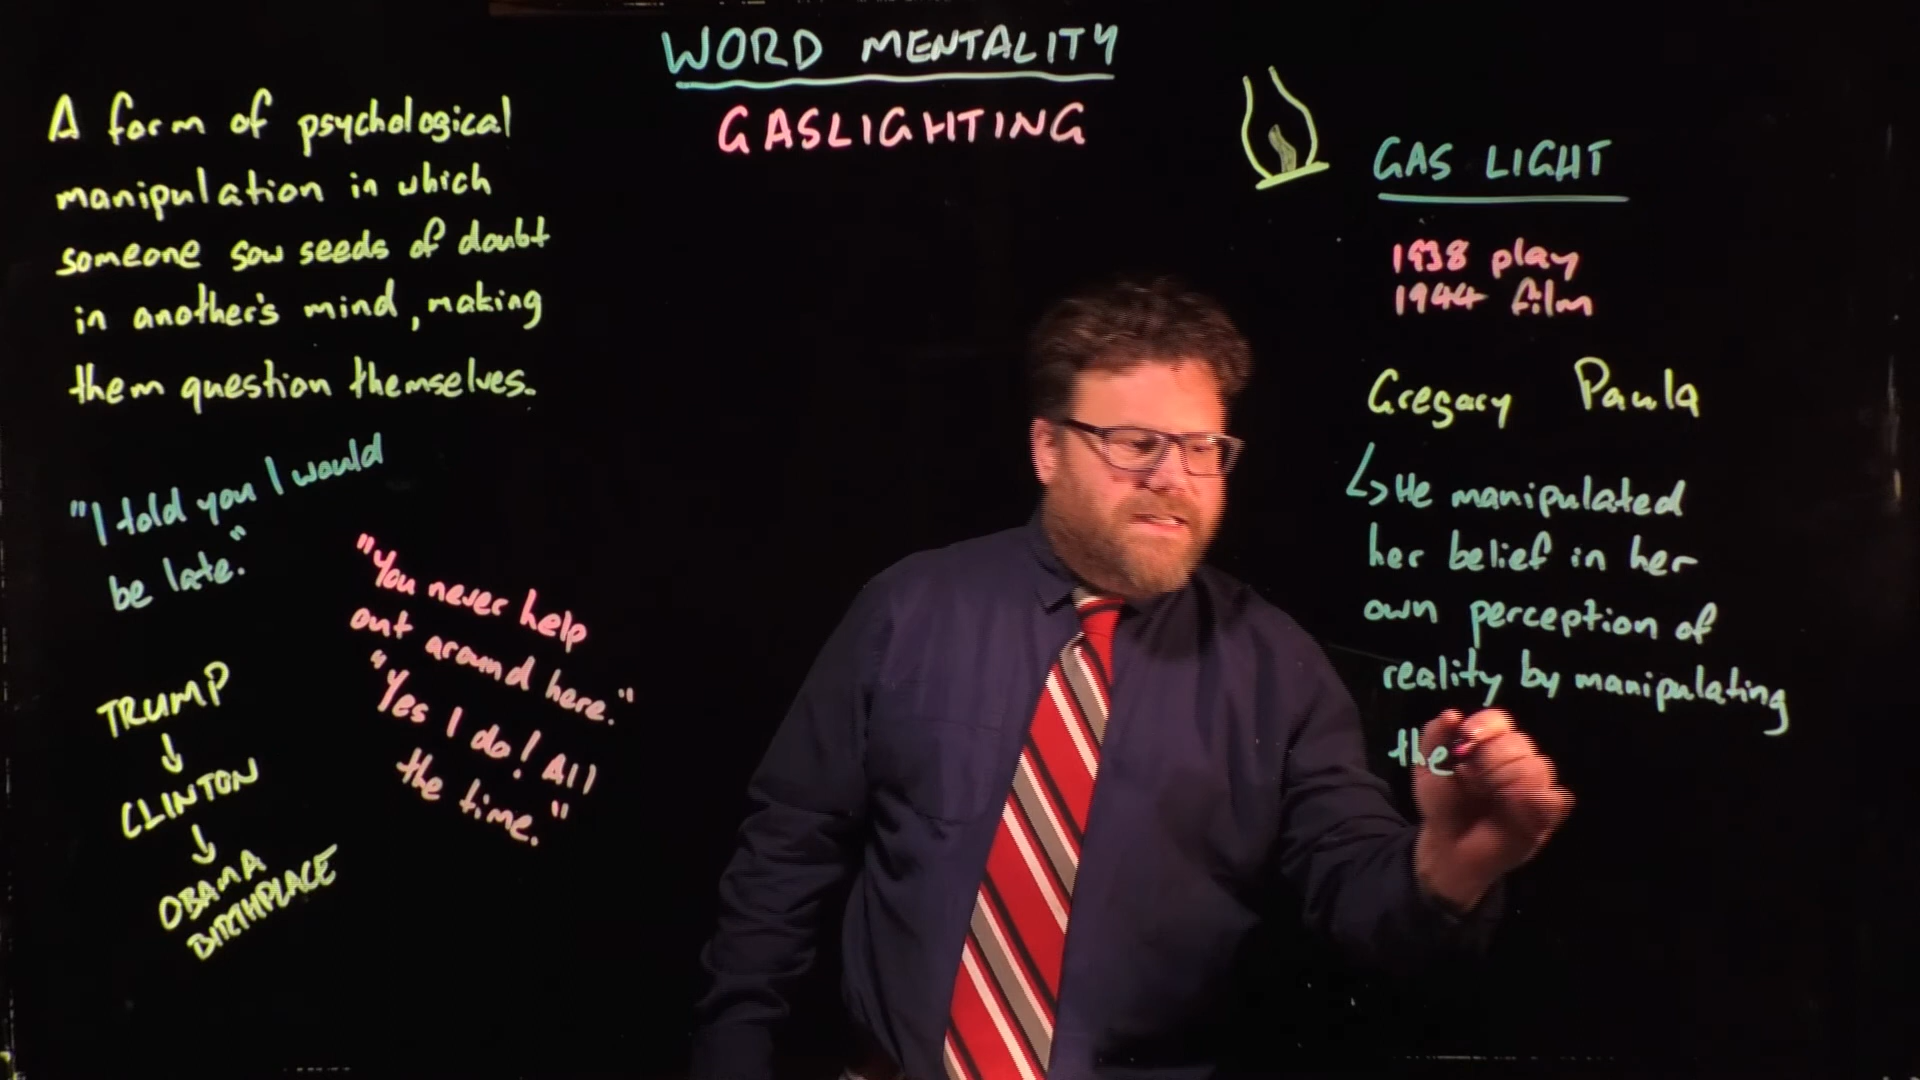 WORD MENTALITY
GASLIGHTING
A form of psychological
manipulation in which
someone sow seeds of doubt
in another's mind, making
them question themselves.
"I told you I would
be late."
"You never help
out around here."
"Yes I do! All
the time."
TRUMP
CLINTON
OBAMA
BIRTHPLACE
GAS LIGHT
1938 play
1944 film
Gregary Paula
He manipulated
her belief in her
own perception of
reality by manipulating
the